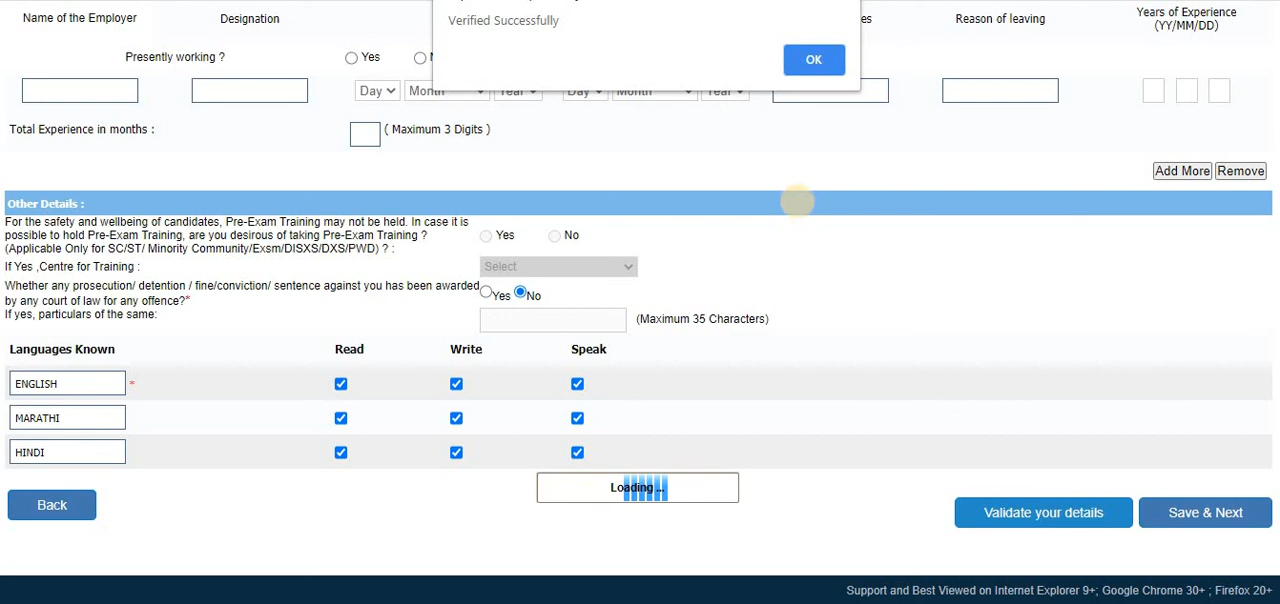 Name of the Employer
Designation
Verified Successfully
Reason of leaving
Years of Experience
(YY/MM/DD)
Presently working ?
Yes
OK
Day
Month
Year
Day
Month
Year
Total Experience in months :
( Maximum 3 Digits )
Add More
Remove
Other Details :
For the safety and wellbeing of candidates, Pre-Exam Training may not be held. In case it is
possible to hold Pre-Exam Training, are you desirous of taking Pre-Exam Training ?
(Applicable Only for SC/ST/ Minority Community/Exsm/DISXS/DXS/PWD) ? :
Yes
No
If Yes ,Centre for Training :
Select
Whether any prosecution/ detention / fine/conviction/ sentence against you has been awarded
by any court of law for any offence?*
Yes
No
If yes, particulars of the same:
(Maximum 35 Characters)
Languages Known
Read
Write
Speak
ENGLISH
*
MARATHI
HINDI
Loading ...
Back
Validate your details
Save & Next
Support and Best Viewed on Internet Explorer 9+; Google Chrome 30+ ; Firefox 20+